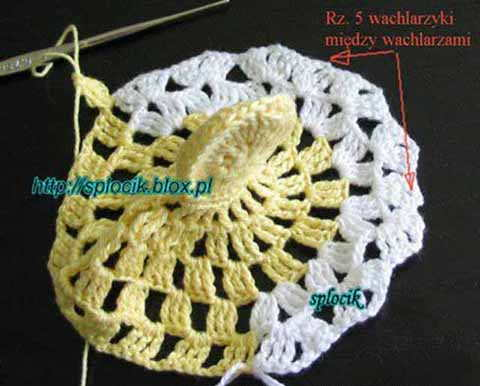 Rz. 5 wachlarzyki
między wachlarzami
http://splocik.blox.pl
splocik